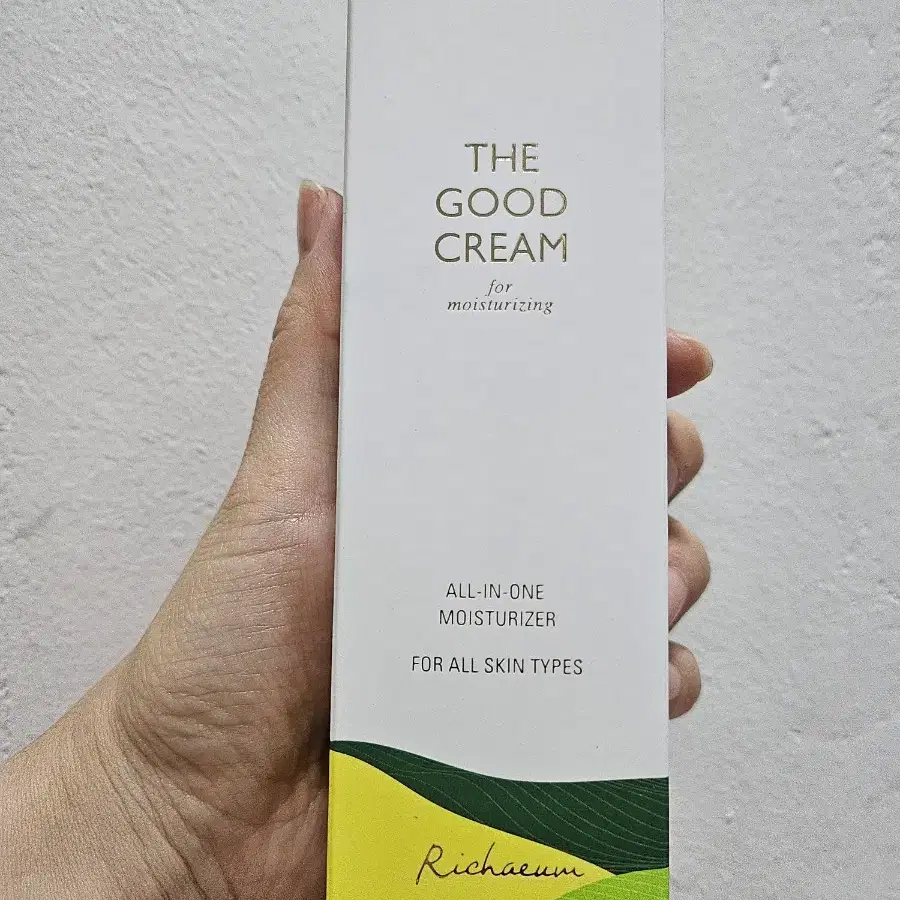 THE
GOOD
CREAM
for
moisturizing
ALL-IN-ONE
MOISTURIZER
FOR ALL SKIN TYPES
Richaeum